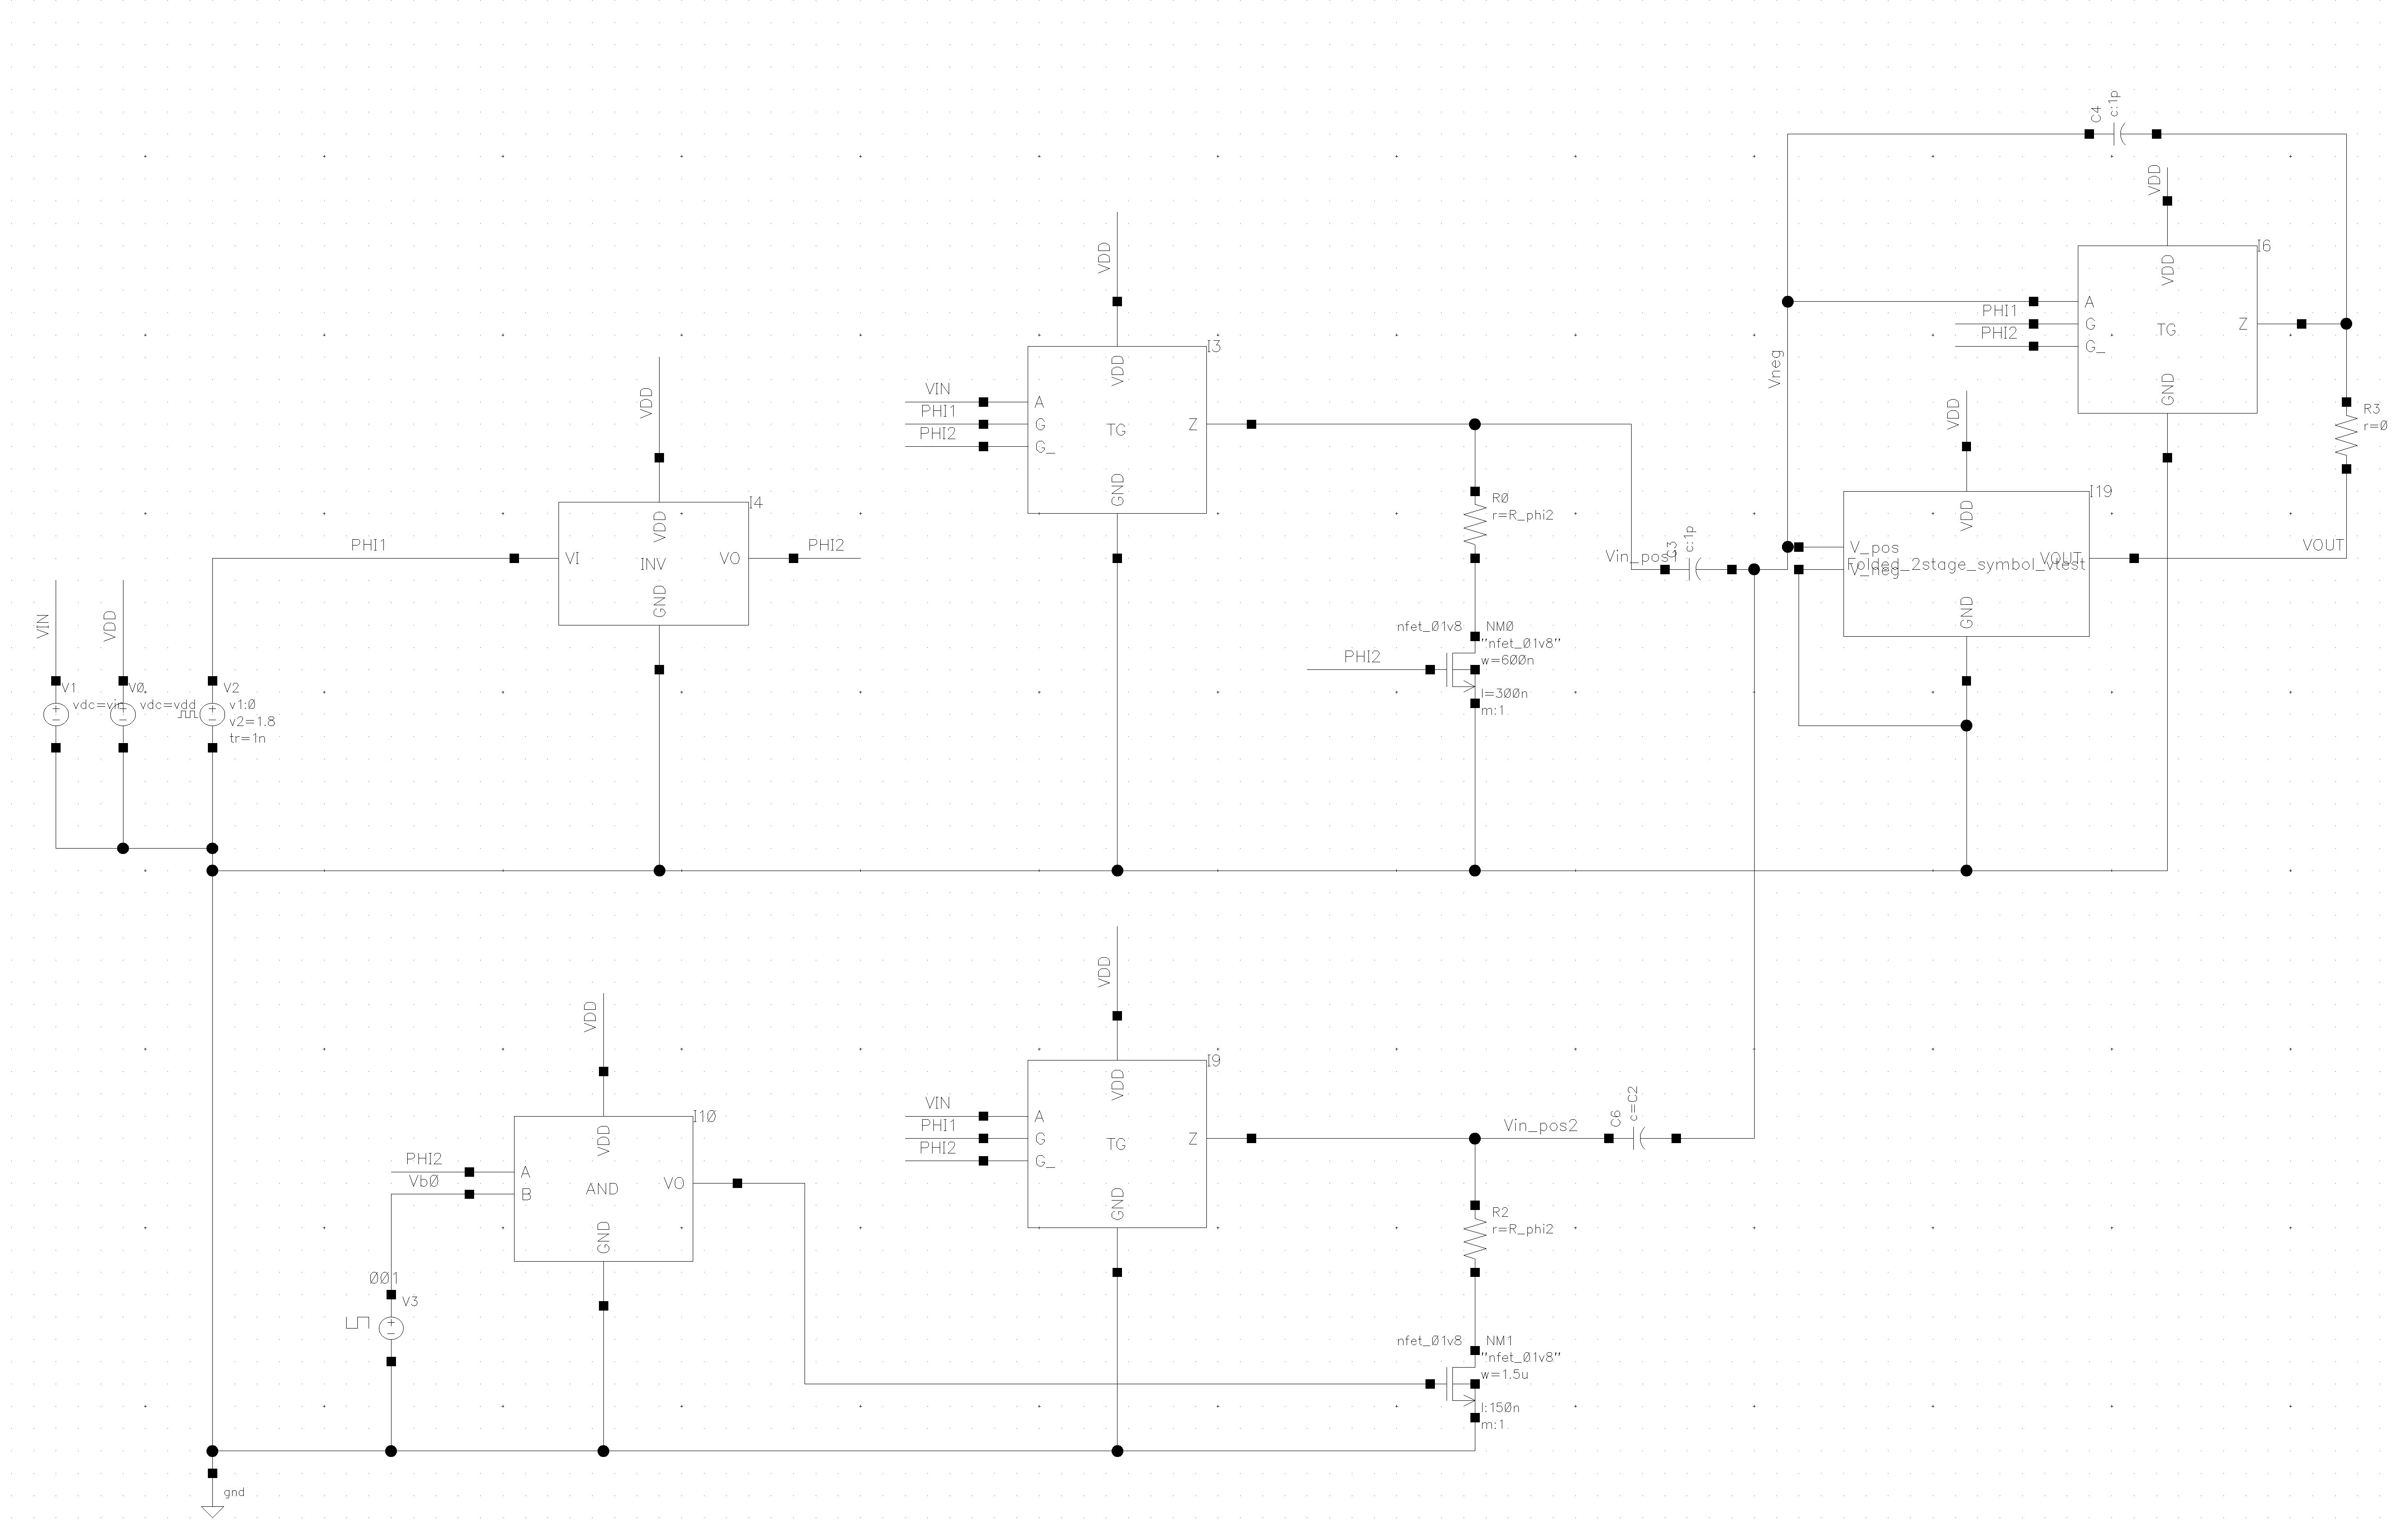 C4
c:1p
VDD
I6
VDD
A
PHI1
G
TG
Z
PHI2
G_
GND
R3
r=0
VDD
I3
VDD
VIN
A
PHI1
G
TG
Z
PHI2
G_
GND
Vneg
VDD
I19
VDD
V_pos
V_neg
Folded_2stage_symbol_vtest
VOUT
VOUT
GND
VDD
I4
VDD
PHI1
VI
INV
VO
PHI2
GND
R0
r=R_phi2
Vin_pos1
C3
c:1p
nfet_01v8
NM0
"nfet_01v8"
w=600n
PHI2
l=300n
m:1
VIN
VDD
V1
vdc=vin
V0
vdc=vdd
V2
v1:0
v2=1.8
tr=1n
VDD
I9
VDD
VIN
A
PHI1
G
TG
Z
PHI2
G_
GND
Vin_pos2
C6
c=C2
VDD
I10
VDD
PHI2
A
Vb0
B
AND
VO
GND
001
V3
R2
r=R_phi2
nfet_01v8
NM1
"nfet_01v8"
w=1.5u
l:150n
m:1
gnd